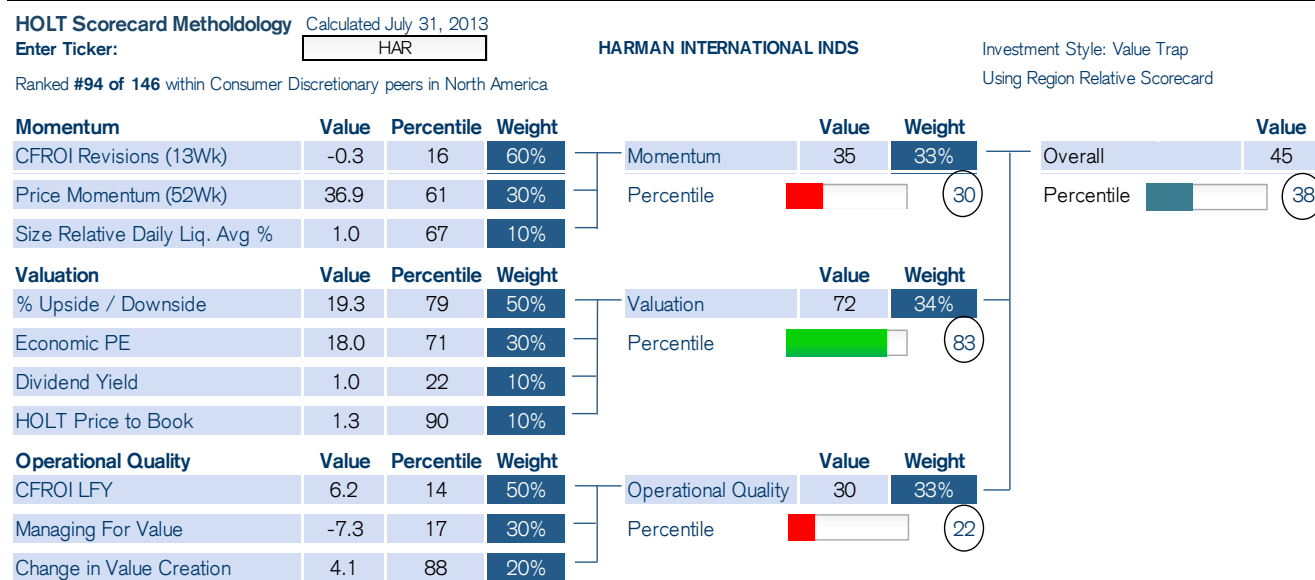 HOLT Scorecard Metholdology Calculated July 31, 2013
Enter Ticker: HAR HARMAN INTERNATIONAL INDS Investment Style: Value Trap
Ranked #94 of 146 within Consumer Discretionary peers in North America Using Region Relative Scorecard
Momentum Value Percentile Weight Value Weight Value
CFROI Revisions (13Wk) -0.3 16 60% Momentum 35 33% Overall 45
Price Momentum (52Wk) 36.9 61 30% Percentile 30 Percentile 38
Size Relative Daily Liq. Avg % 1.0 67 10%
Valuation Value Percentile Weight Value Weight
% Upside / Downside 19.3 79 50% Valuation 72 34%
Economic PE 18.0 71 30% Percentile 83
Dividend Yield 1.0 22 10%
HOLT Price to Book 1.3 90 10%
Operational Quality Value Percentile Weight Value Weight
CFROI LFY 6.2 14 50% Operational Quality 30 33%
Managing For Value -7.3 17 30% Percentile 22
Change in Value Creation 4.1 88 20%